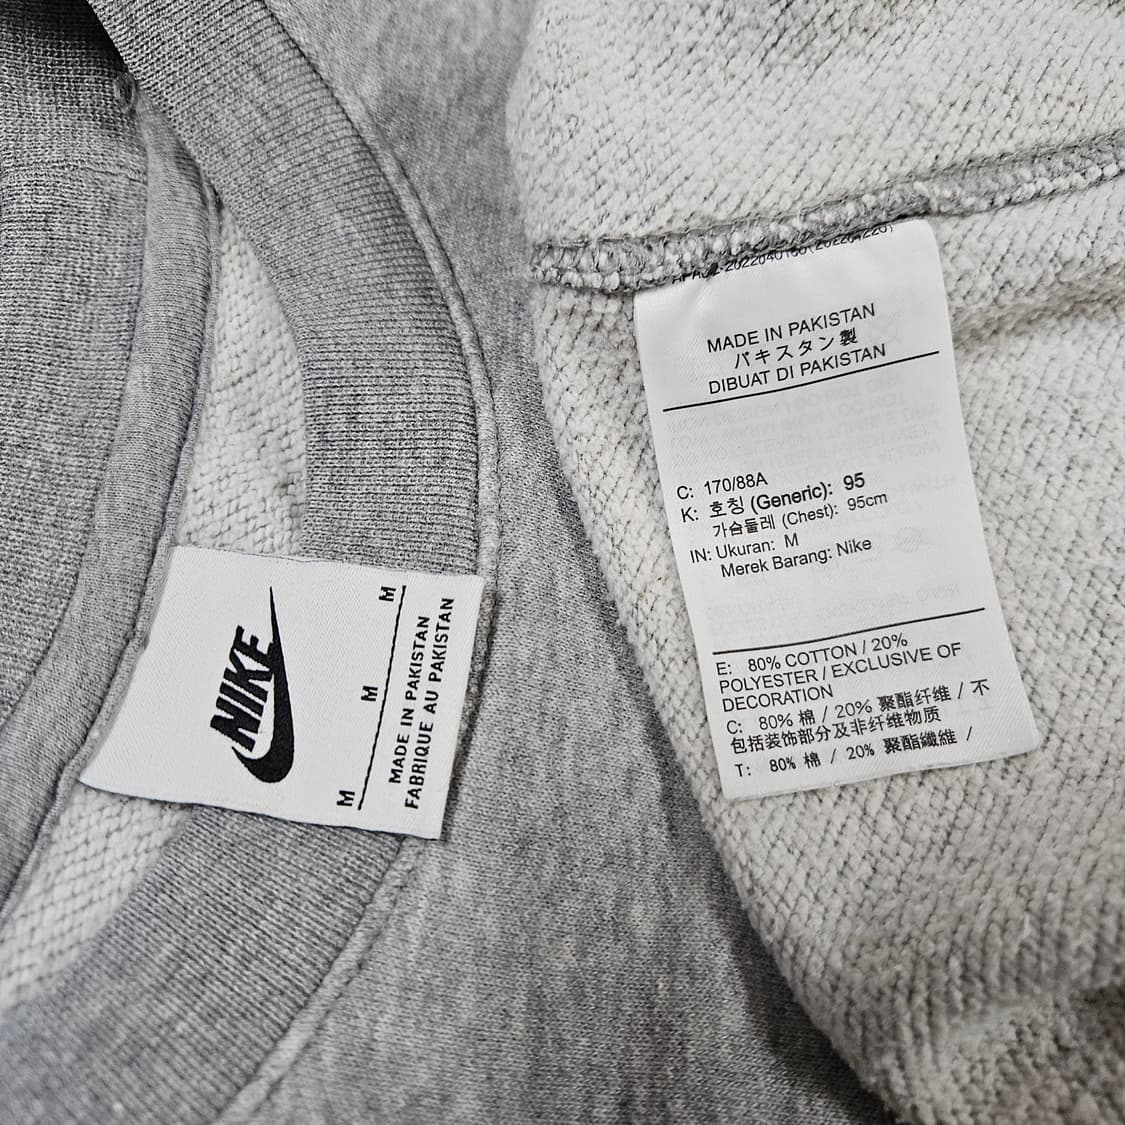 NIKE
M
M
M
MADE IN PAKISTAN
FABRIQUE AU PAKISTAN
MADE IN PAKISTAN
パキスタン製
DIBUAT DI PAKISTAN
C: 170/88A
K: 호칭 (Generic): 95
가슴둘레 (Chest): 95cm
IN: Ukuran: M
Merek Barang: Nike
E: 80% COTTON / 20%
POLYESTER / EXCLUSIVE OF
DECORATION
C: 80% 棉 / 20% 聚酯纤维 / 不
包括装饰部分及非纤维物质
T: 80% 棉 / 20% 聚酯纖維 /